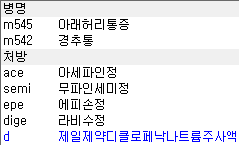 병명
m545 아래허리통증
m542 경추통
처방
ace 아세파인정
semi 무파인세미정
epe 에피손정
dige 라비수정
d 제일제약디클로페낙나트륨주사액